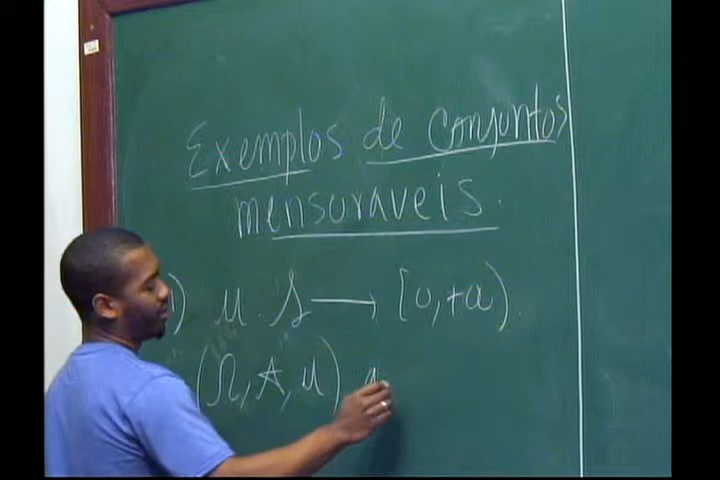 Exemplos de conjuntos
mensuraveis.
) μ. S ⟶ [0, +α).
(Ω, A, μ)